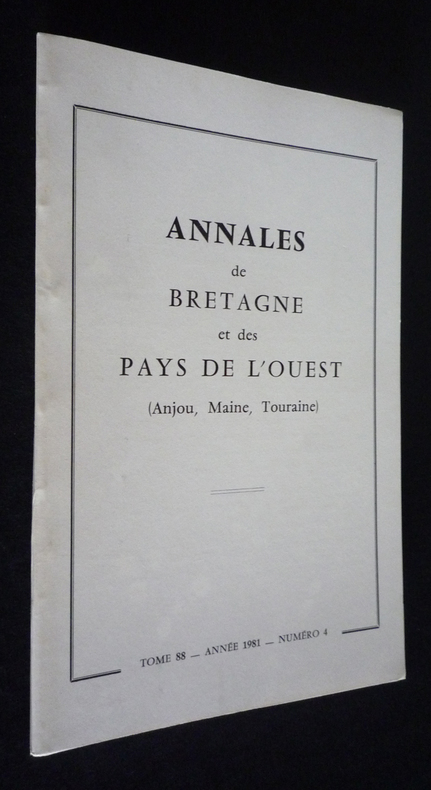 ANNALES
de
BRETAGNE
et des
PAYS DE L'OUEST
(Anjou, Maine, Touraine)
TOME 88 — ANNÉE 1981 — NUMÉRO 4